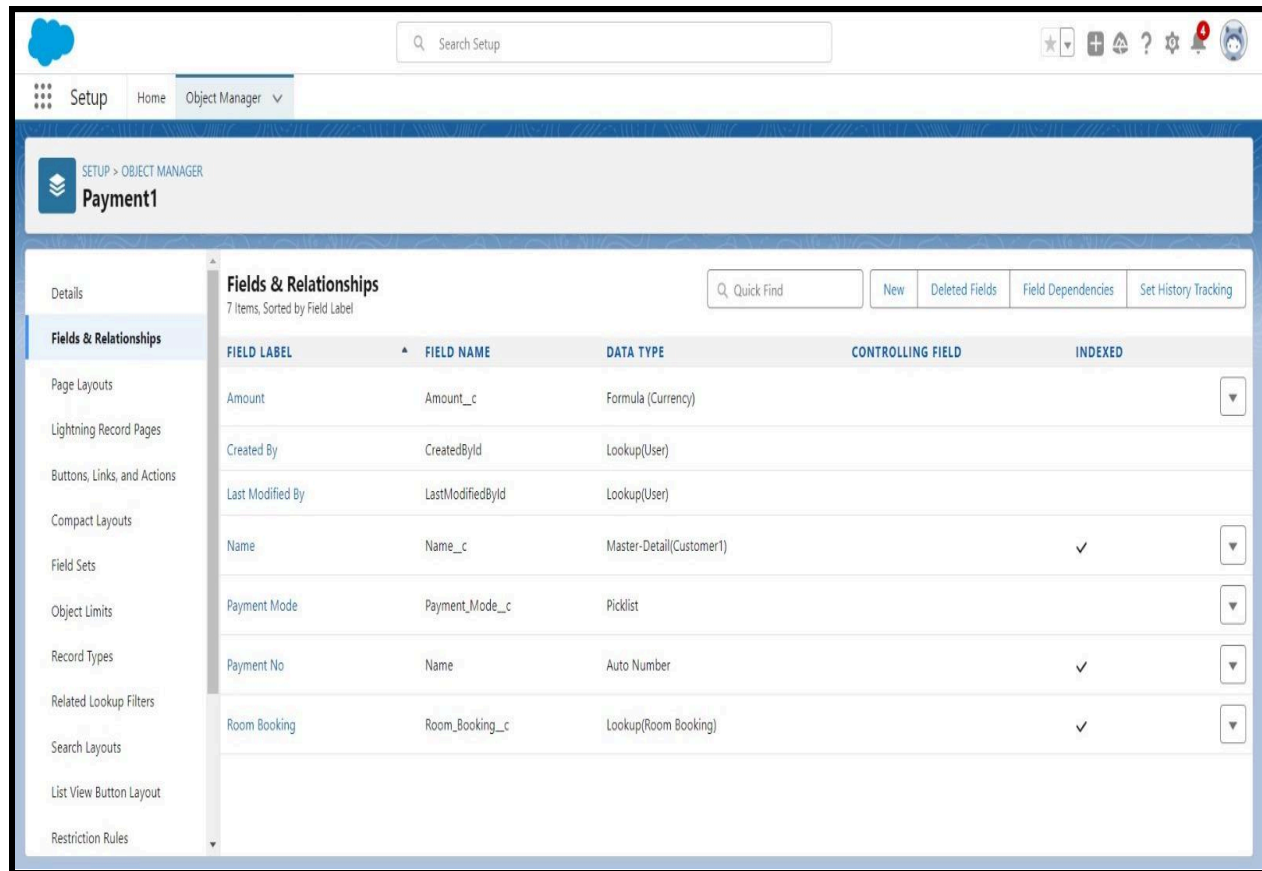 Search Setup
4
Setup Home Object Manager
SETUP > OBJECT MANAGER
Payment1
Details
Fields & Relationships
Page Layouts
Lightning Record Pages
Buttons, Links, and Actions
Compact Layouts
Field Sets
Object Limits
Record Types
Related Lookup Filters
Search Layouts
List View Button Layout
Restriction Rules
Fields & Relationships
7 Items, Sorted by Field Label
Quick Find New Deleted Fields Field Dependencies Set History Tracking
FIELD LABEL FIELD NAME DATA TYPE CONTROLLING FIELD INDEXED
Amount Amount__c Formula (Currency)
Created By CreatedById Lookup(User)
Last Modified By LastModifiedById Lookup(User)
Name Name__c Master-Detail(Customer1)
Payment Mode Payment_Mode__c Picklist
Payment No Name Auto Number
Room Booking Room_Booking__c Lookup(Room Booking)